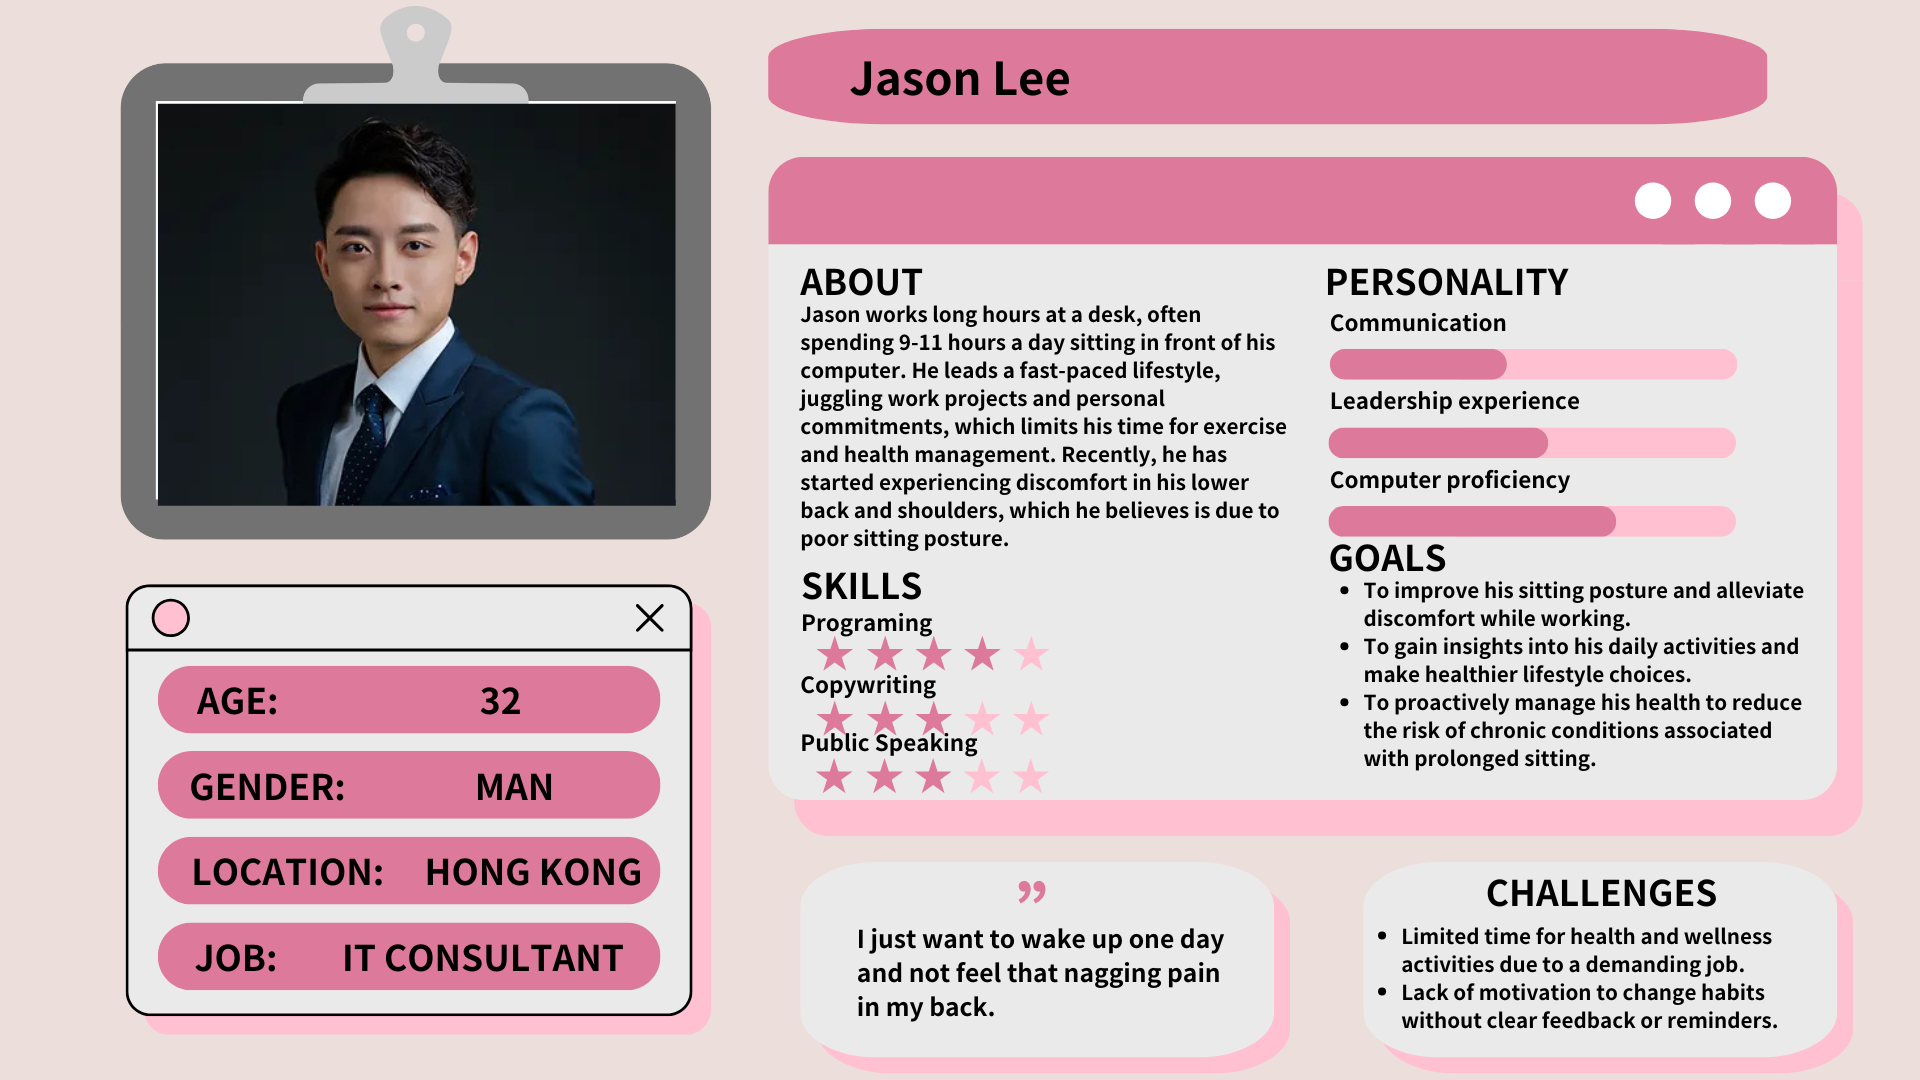 Jason Lee
AGE: 32
GENDER: MAN
LOCATION: HONG KONG
JOB: IT CONSULTANT
ABOUT
Jason works long hours at a desk, often
spending 9-11 hours a day sitting in front of his
computer. He leads a fast-paced lifestyle,
juggling work projects and personal
commitments, which limits his time for exercise
and health management. Recently, he has
started experiencing discomfort in his lower
back and shoulders, which he believes is due to
poor sitting posture.
SKILLS
Programing
Copywriting
Public Speaking
PERSONALITY
Communication
Leadership experience
Computer proficiency
GOALS
• To improve his sitting posture and alleviate
discomfort while working.
• To gain insights into his daily activities and
make healthier lifestyle choices.
• To proactively manage his health to reduce
the risk of chronic conditions associated
with prolonged sitting.
”
I just want to wake up one day
and not feel that nagging pain
in my back.
CHALLENGES
• Limited time for health and wellness
activities due to a demanding job.
• Lack of motivation to change habits
without clear feedback or reminders.